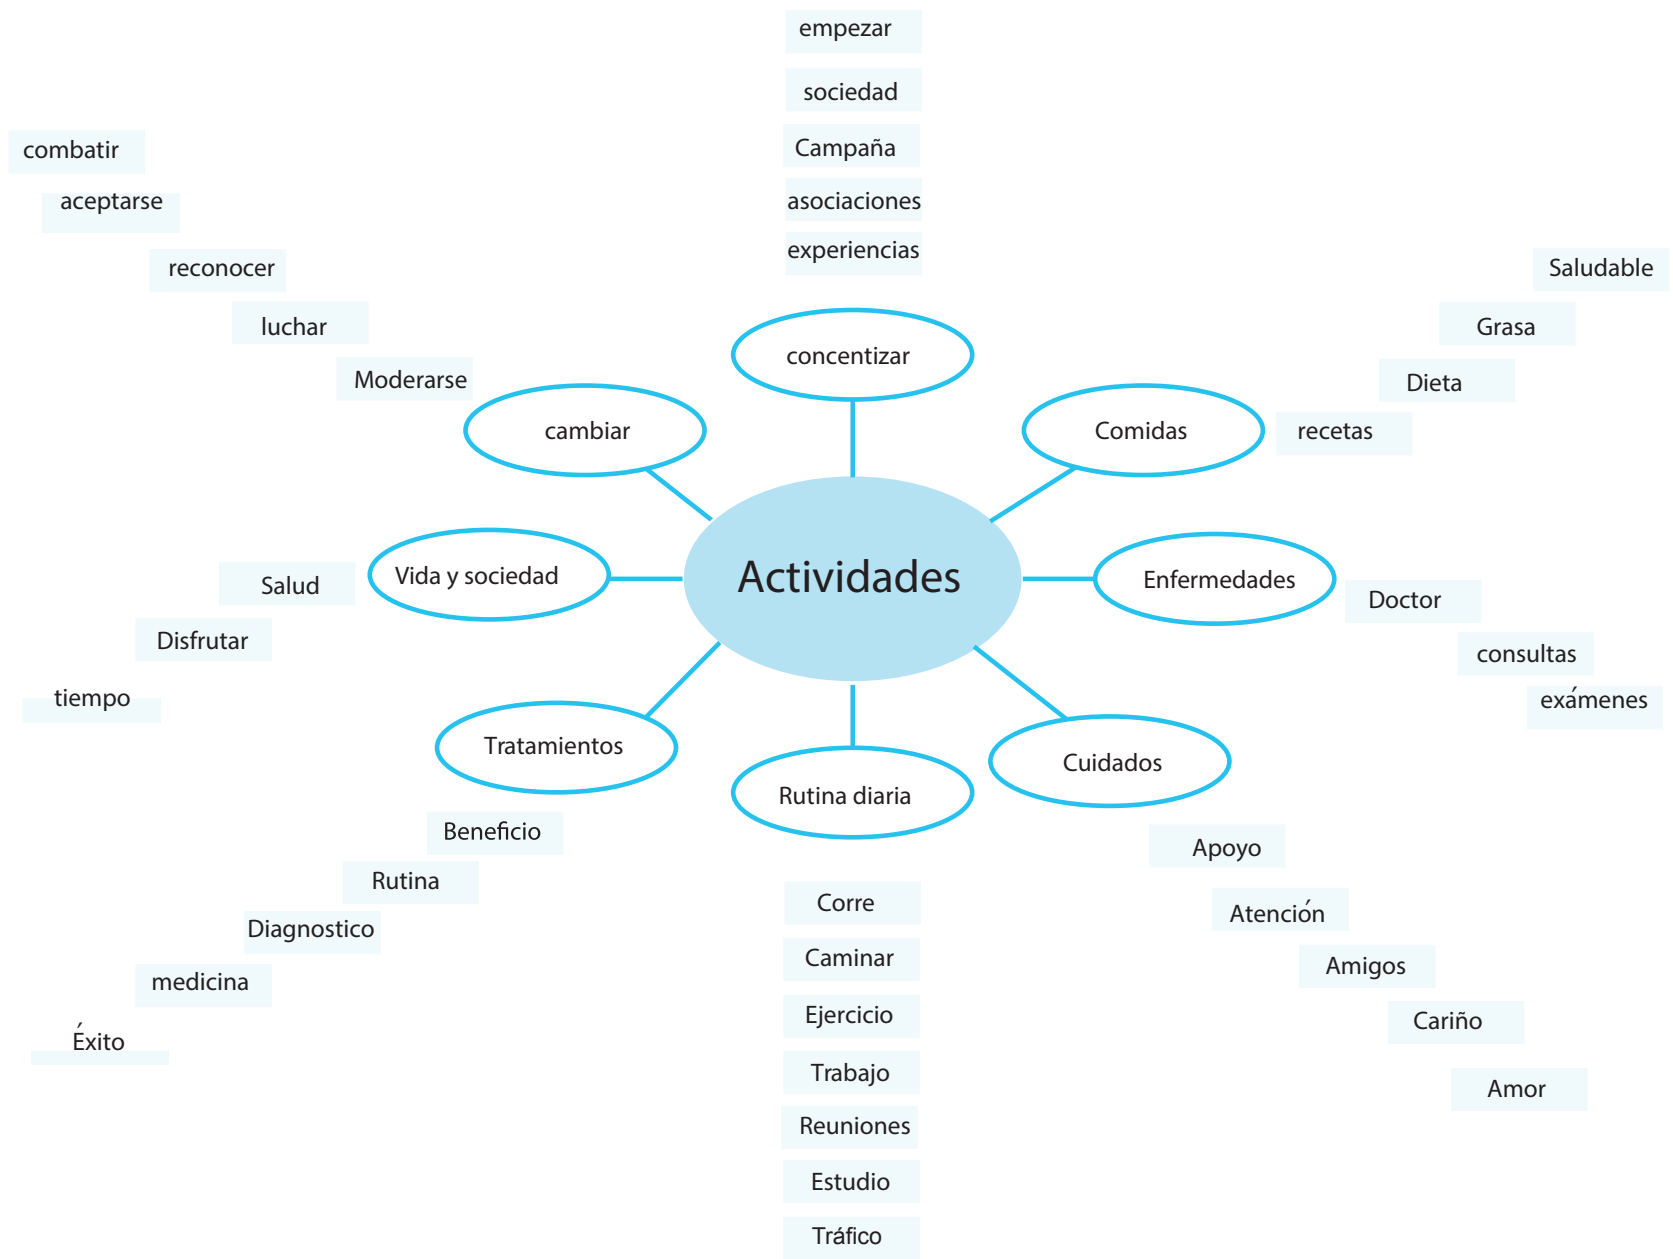 empezar
sociedad
Campaña
asociaciones
experiencias
concentizar
combatir
aceptarse
reconocer
luchar
Moderarse
cambiar
Saludable
Grasa
Dieta
recetas
Comidas
Actividades
Vida y sociedad
Salud
Disfrutar
tiempo
Enfermedades
Doctor
consultas
exámenes
Tratamientos
Beneficio
Rutina
Diagnostico
medicina
Éxito
Rutina diaria
Corre
Caminar
Ejercicio
Trabajo
Reuniones
Estudio
Tráfico
Cuidados
Apoyo
Atención
Amigos
Cariño
Amor